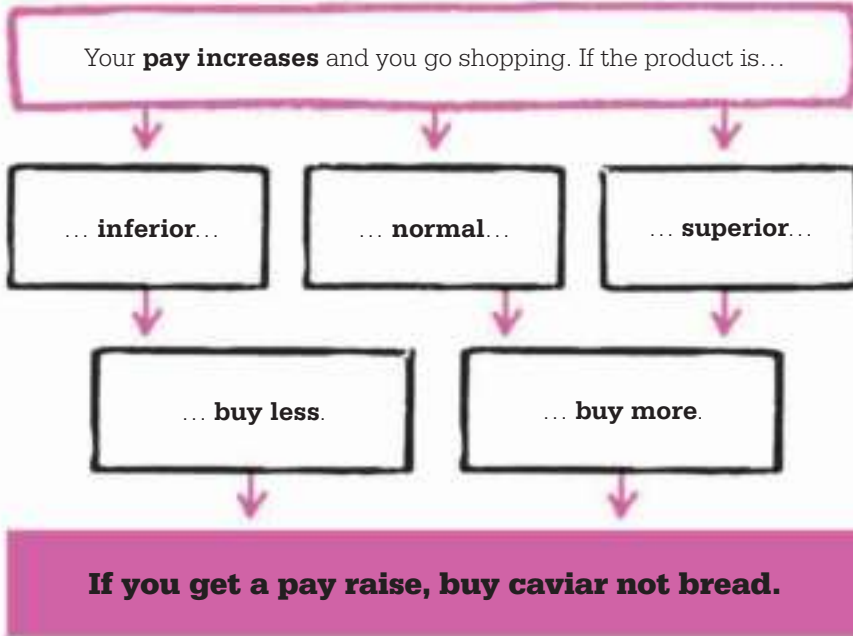 Your pay increases and you go shopping. If the product is…
… inferior…
… normal…
… superior…
… buy less.
… buy more.
If you get a pay raise, buy caviar not bread.